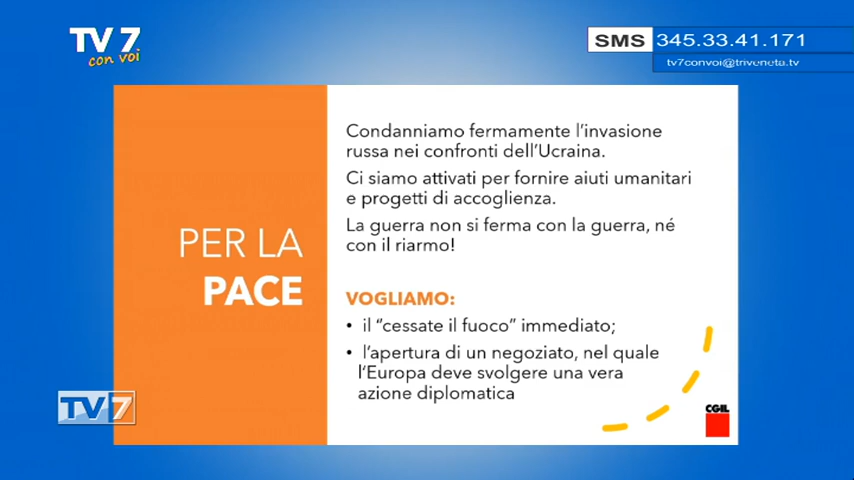 TV 7
con voi
SMS 345.33.41.171
tv7convoi@triveneta.tv
PER LA
PACE
Condanniamo fermamente l'invasione
russa nei confronti dell'Ucraina.
Ci siamo attivati per fornire aiuti umanitari
e progetti di accoglienza.
La guerra non si ferma con la guerra, né
con il riarmo!
VOGLIAMO:
• il "cessate il fuoco" immediato;
• l'apertura di un negoziato, nel quale
l'Europa deve svolgere una vera
azione diplomatica
TV7
CGIL